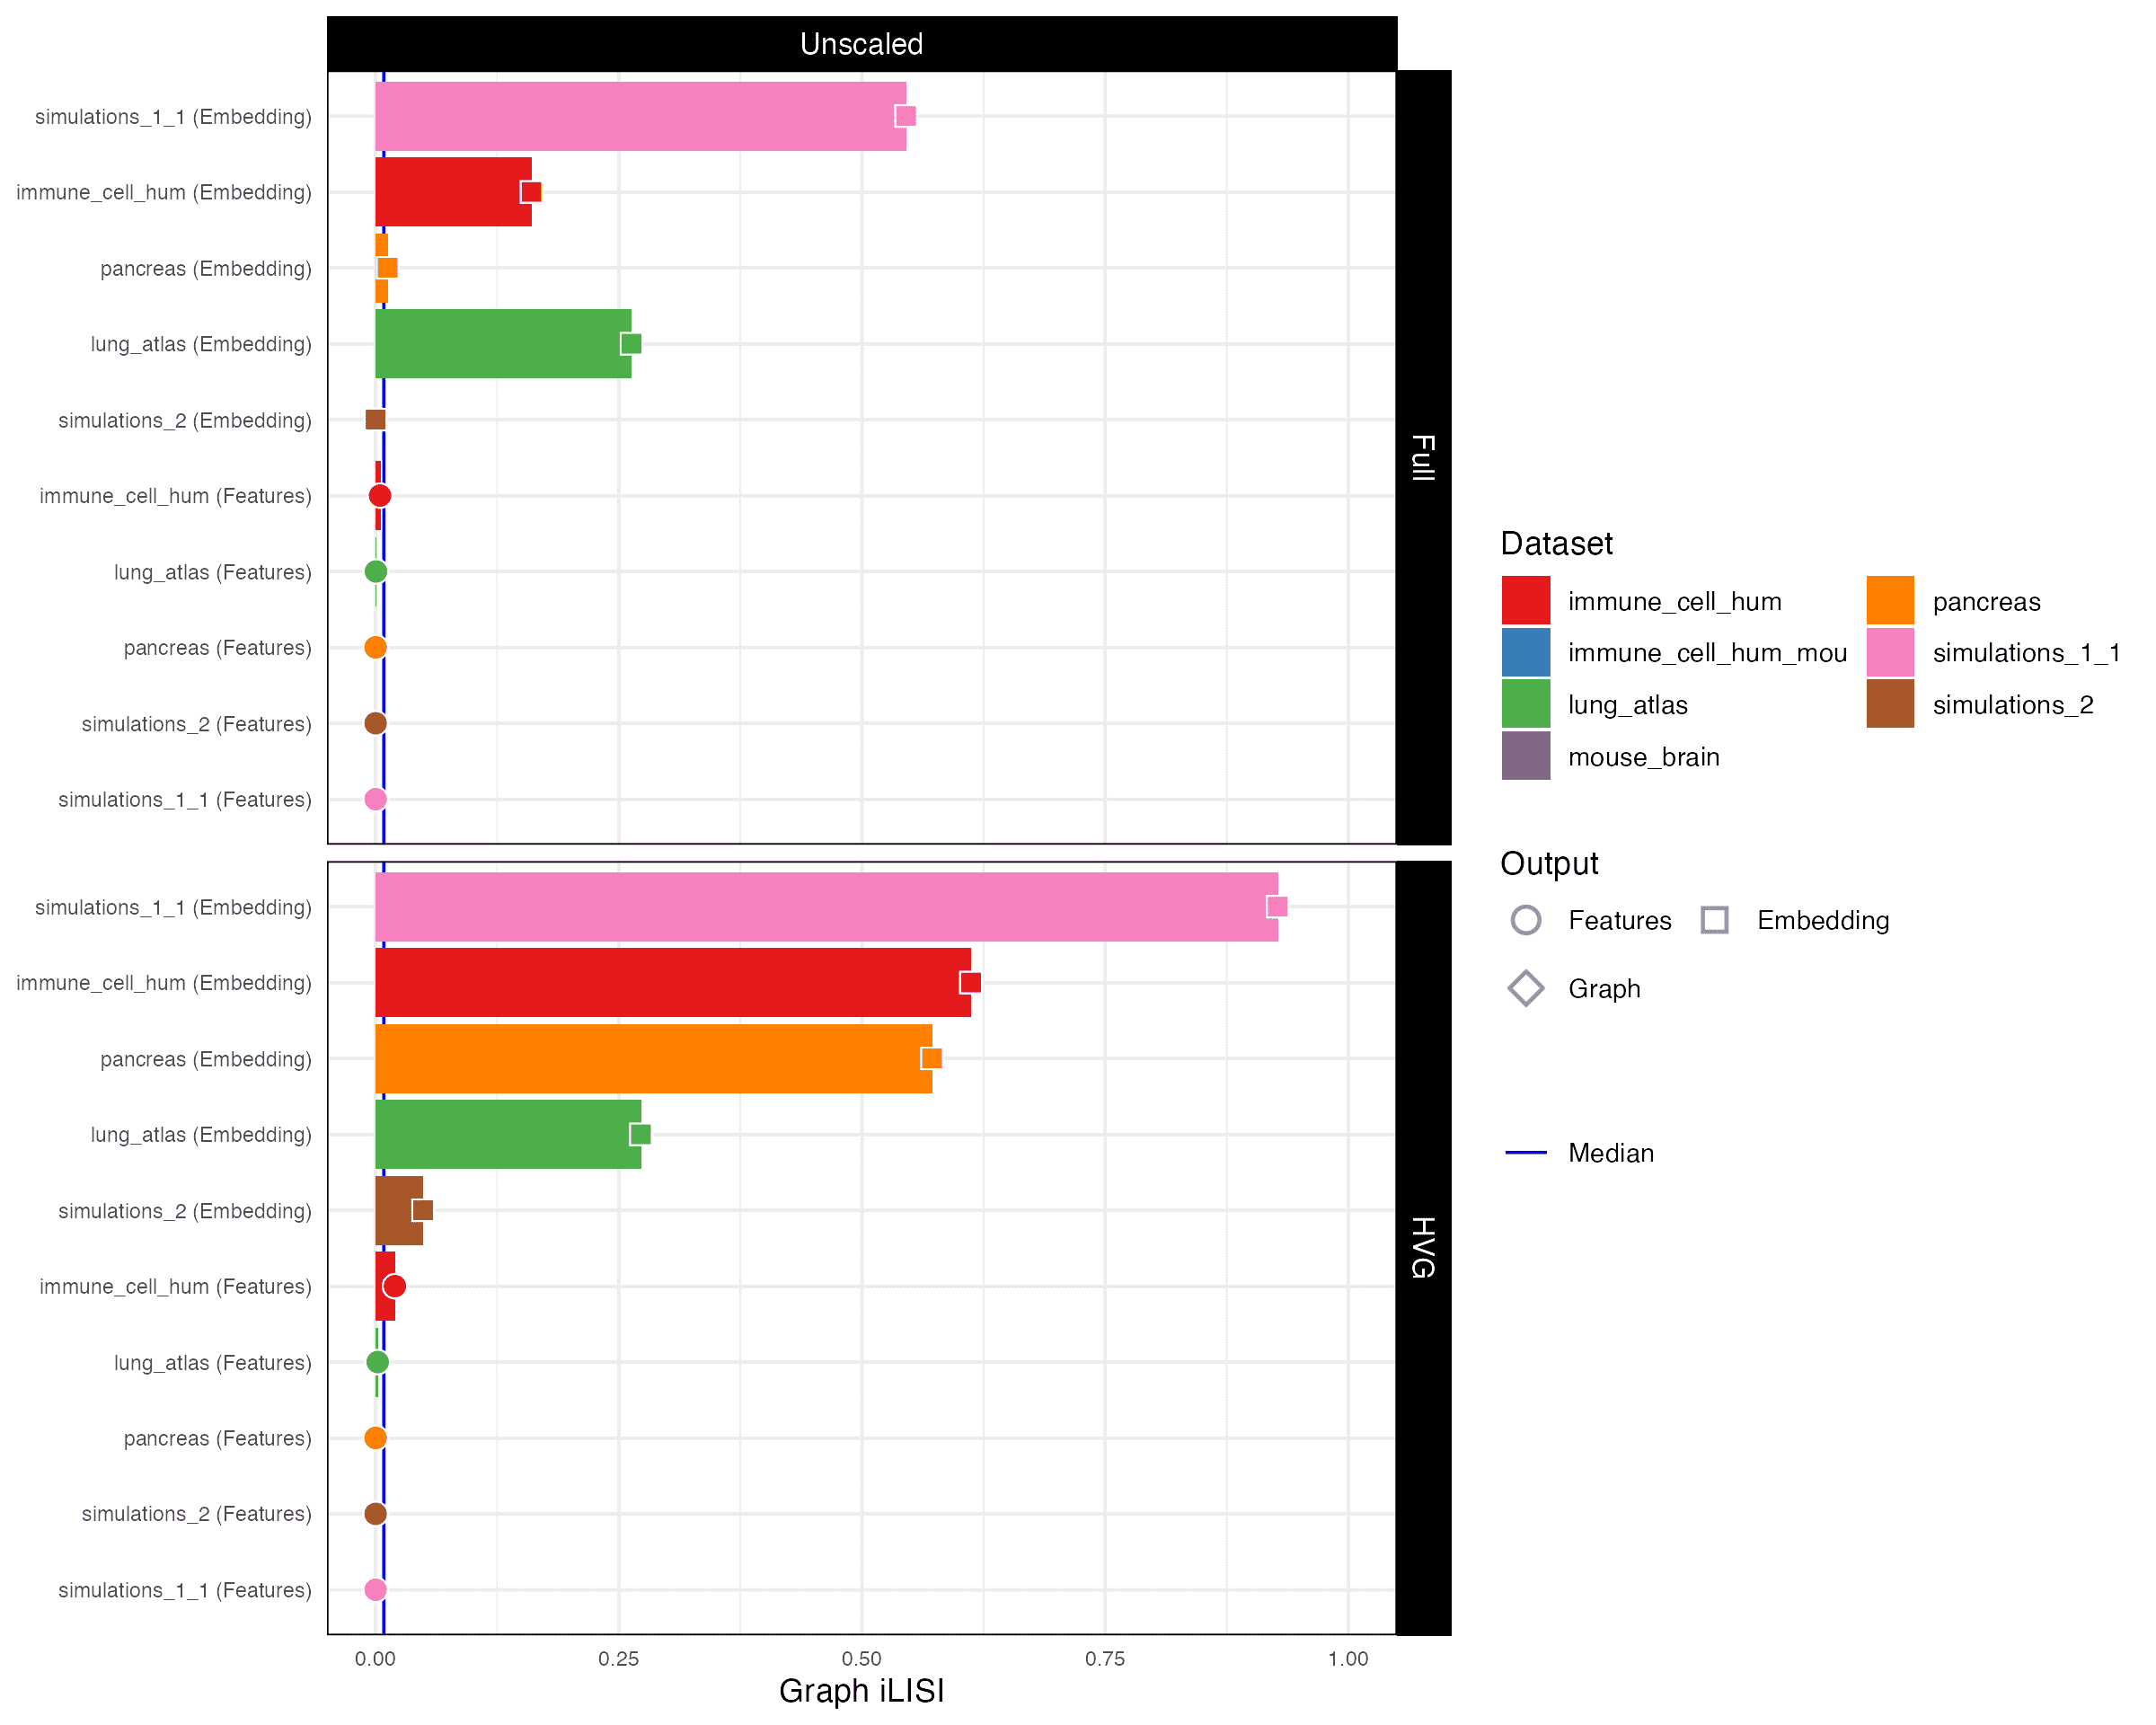 Unscaled
simulations_1_1 (Embedding)
immune_cell_hum (Embedding)
pancreas (Embedding)
lung_atlas (Embedding)
simulations_2 (Embedding)
immune_cell_hum (Features)
lung_atlas (Features)
pancreas (Features)
simulations_2 (Features)
simulations_1_1 (Features)
Full
simulations_1_1 (Embedding)
immune_cell_hum (Embedding)
pancreas (Embedding)
lung_atlas (Embedding)
simulations_2 (Embedding)
immune_cell_hum (Features)
lung_atlas (Features)
pancreas (Features)
simulations_2 (Features)
simulations_1_1 (Features)
HVG
0.00 0.25 0.50 0.75 1.00
Graph iLISI
Dataset
immune_cell_hum
immune_cell_hum_mou
lung_atlas
mouse_brain
pancreas
simulations_1_1
simulations_2
Output
Features
Embedding
Graph
Median